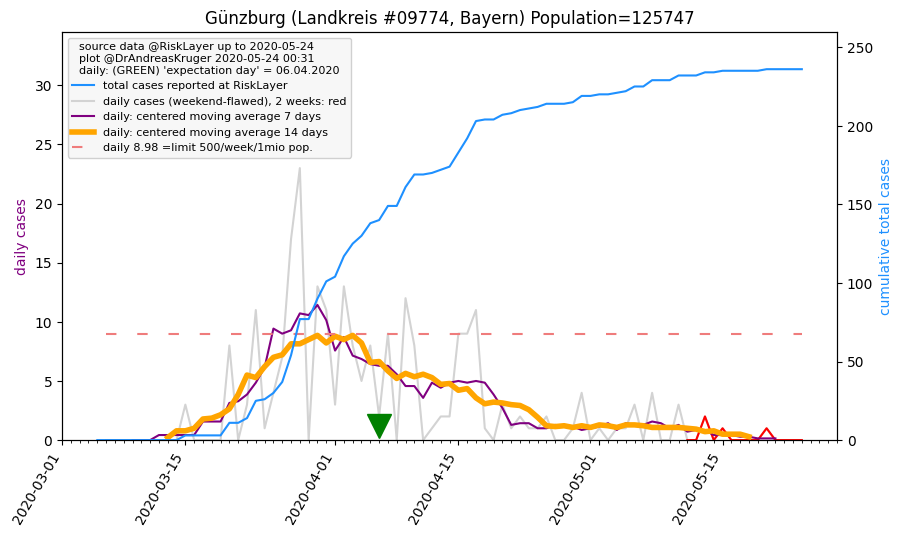 Günzburg (Landkreis #09774, Bayern) Population=125747
source data @RiskLayer up to 2020-05-24
plot @DrAndreasKruger 2020-05-24 00:31
daily: (GREEN) 'expectation day' = 06.04.2020
total cases reported at RiskLayer
daily cases (weekend-flawed), 2 weeks: red
daily: centered moving average 7 days
daily: centered moving average 14 days
daily 8.98 =limit 500/week/1mio pop.
daily cases
30
25
20
15
10
5
0
250
200
150
100
50
0
cumulative total cases
2020-03-01
2020-03-15
2020-04-01
2020-04-15
2020-05-01
2020-05-15